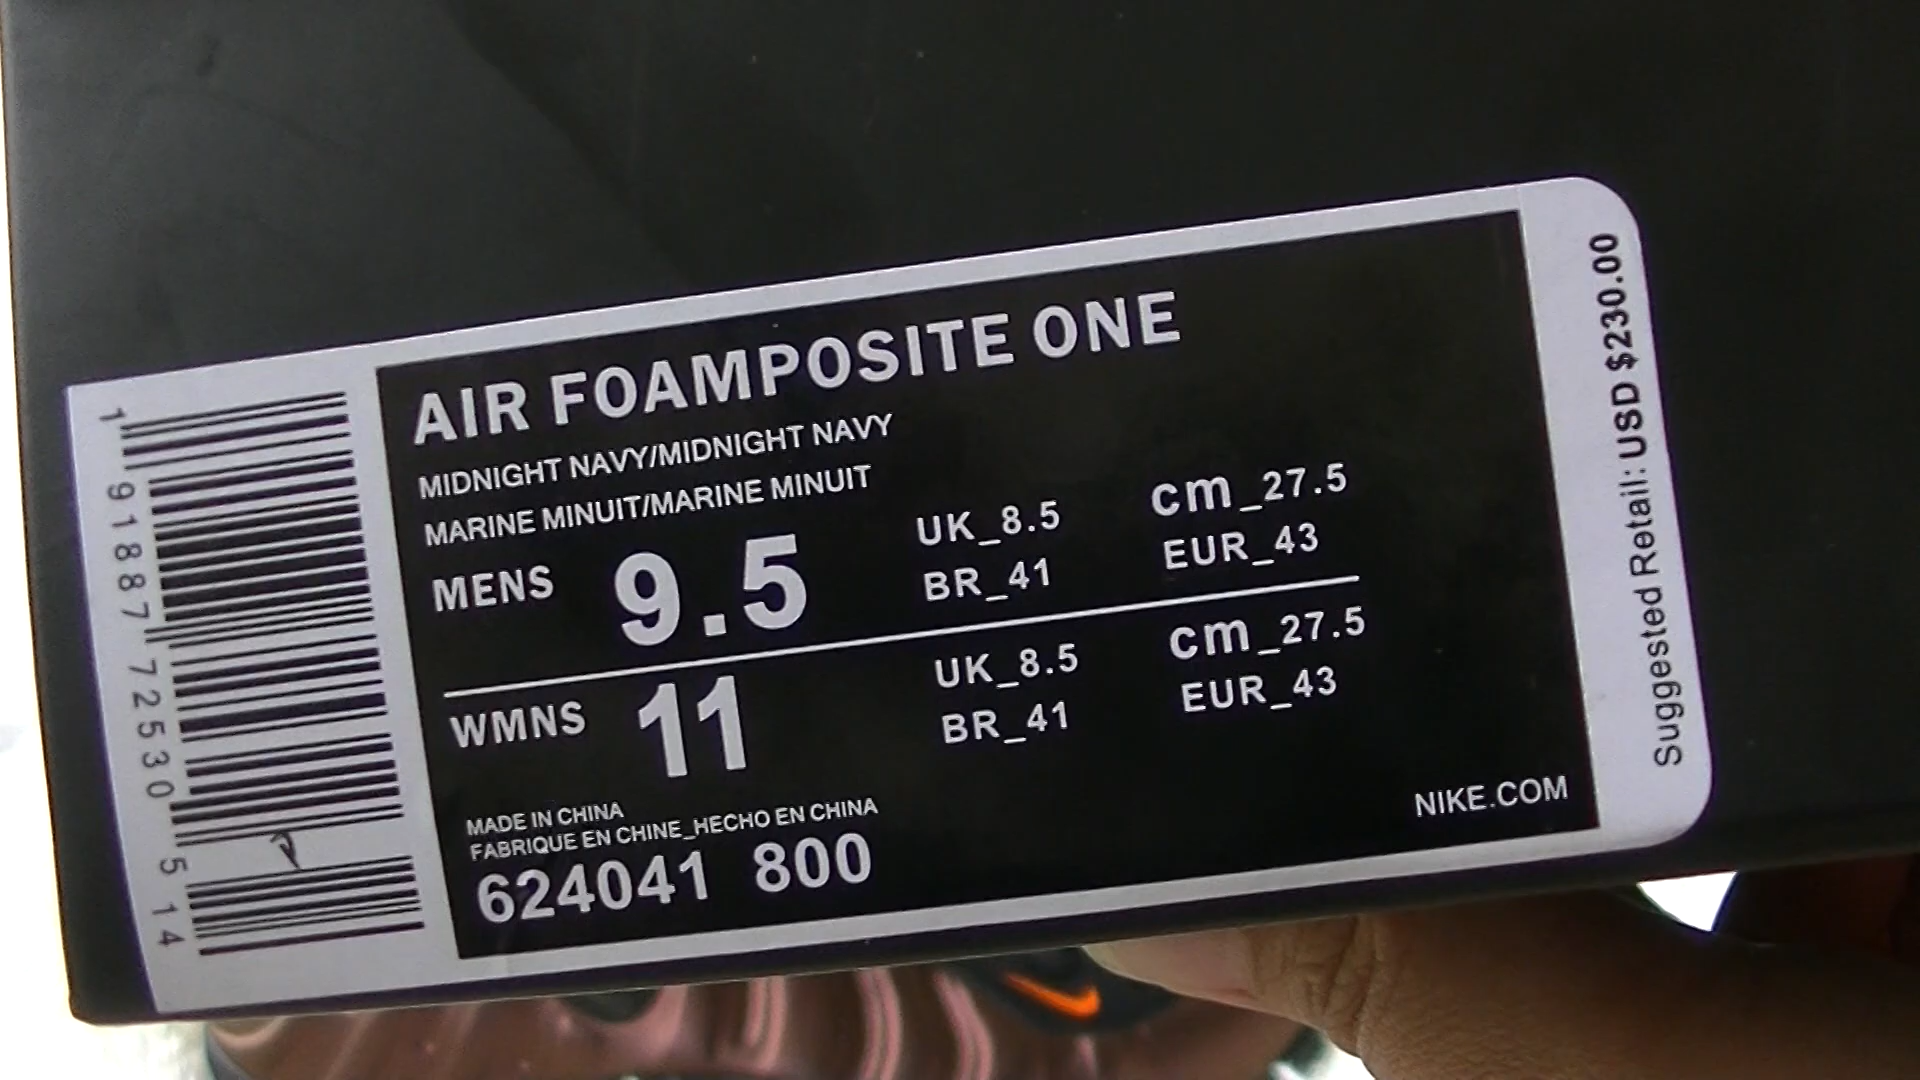 AIR FOAMPOSITE ONE
MIDNIGHT NAVY/MIDNIGHT NAVY
MARINE MINUIT/MARINE MINUIT
MENS 9.5 UK_8.5 cm_27.5
BR_41 EUR_43
WMNS 11 UK_8.5 cm_27.5
BR_41 EUR_43
MADE IN CHINA
FABRIQUE EN CHINE_HECHO EN CHINA
624041 800
NIKE.COM
Suggested Retail: USD $230.00
1 91887 72530 5 14